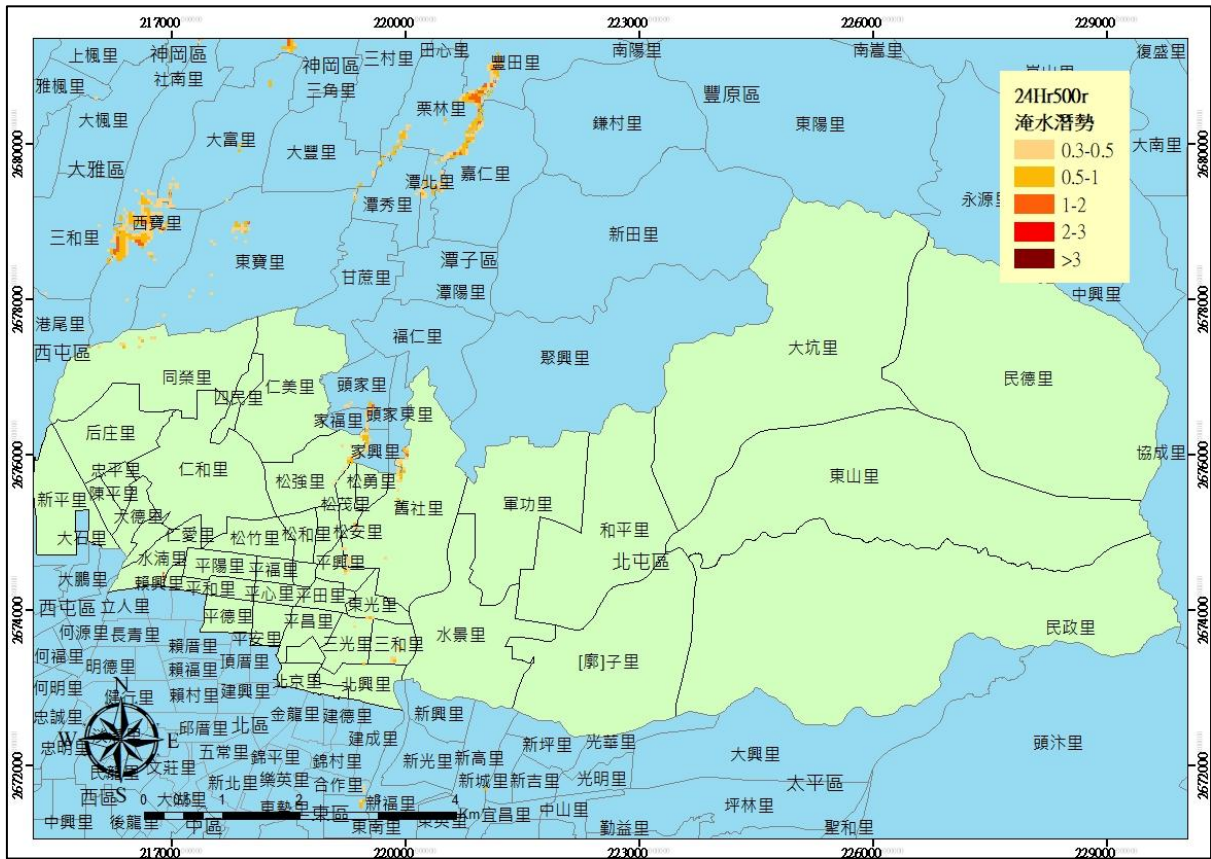 217000 220000 223000 226000 229000
上楓里 神岡區 三村里 田心里 豐田里 南陽里 南嵩里 復盛里
雅楓里 社南里 神岡區 三角里
24Hr500r
淹水潛勢
0.3-0.5
0.5-1
1-2
2-3
>3
大楓里 大富里 大豐里 栗林里 豐原區 鎌村里 東陽里 大南里
2680000 2680000
大雅區 潭北里 嘉仁里 潭秀里
三和里 西寶里 東寶里 新田里
甘蔗里 潭子區 潭陽里 中興里
2678000 2678000
港尾里 西屯區 福仁里 聚興里 大坑里 民德里
同榮里 四民里 仁美里 頭家里 家福里 頭家東里
后庄里 仁和里 家興里 協成里
2676000 2676000
忠平里 陳平里 新平里 松強里 松勇里 松茂里 舊社里 軍功里 東山里
大德里 大石里 仁愛里 松竹里 松和里 松安里 和平里 北屯區
水湳里 平陽里 平福里 平興里
大鵬里 賴興里 平和里 平心里 平田里 東光里
2674000 2674000
西屯區 立人里 平德里 平昌里 水景里 民政里
何源里 長青里 賴厝里 平安里 三光里 三和里 [廓]子里
何福里 明德里 賴福里 頂厝里
何明里 健行里 賴村里 建興里 北京里 北興里
N
忠誠里 邱厝里 北區 金龍里 建德里 新興里
W E
忠明里 五常里 錦平里 錦村里 建成里 新光里 新高里 新坪里 光華里 大興里 頭汴里
2672000 2672000
文莊里 新北里 樂英里 合作里 新城里 新吉里 光明里 太平區
S
西區 0 0.5 1 2 3 4
Km
中興里 後龍里 中區 東區 新福里 東南里 東英里 宜昌里 中山里 勤益里 坪林里 聖和里
217000 220000 223000 226000 229000